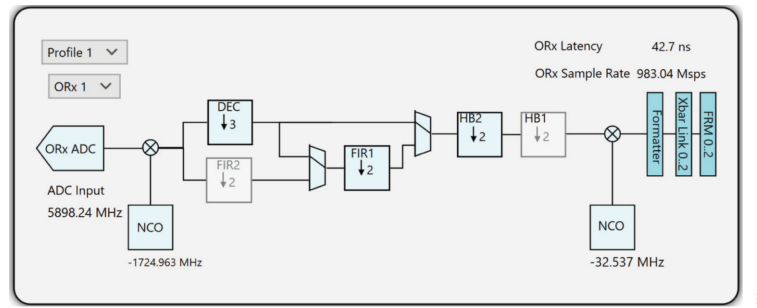 Profile 1
ORx Latency 42.7 ns
ORx 1
ORx Sample Rate 983.04 Msps
DEC
↓3
HB2
↓2
HB1
↓2
ORx ADC
FIR2
↓2
FIR1
↓2
Formatter
Xbar Link 0..2
FRM 0..2
ADC Input
5898.24 MHz
NCO
-1724.963 MHz
NCO
-32.537 MHz